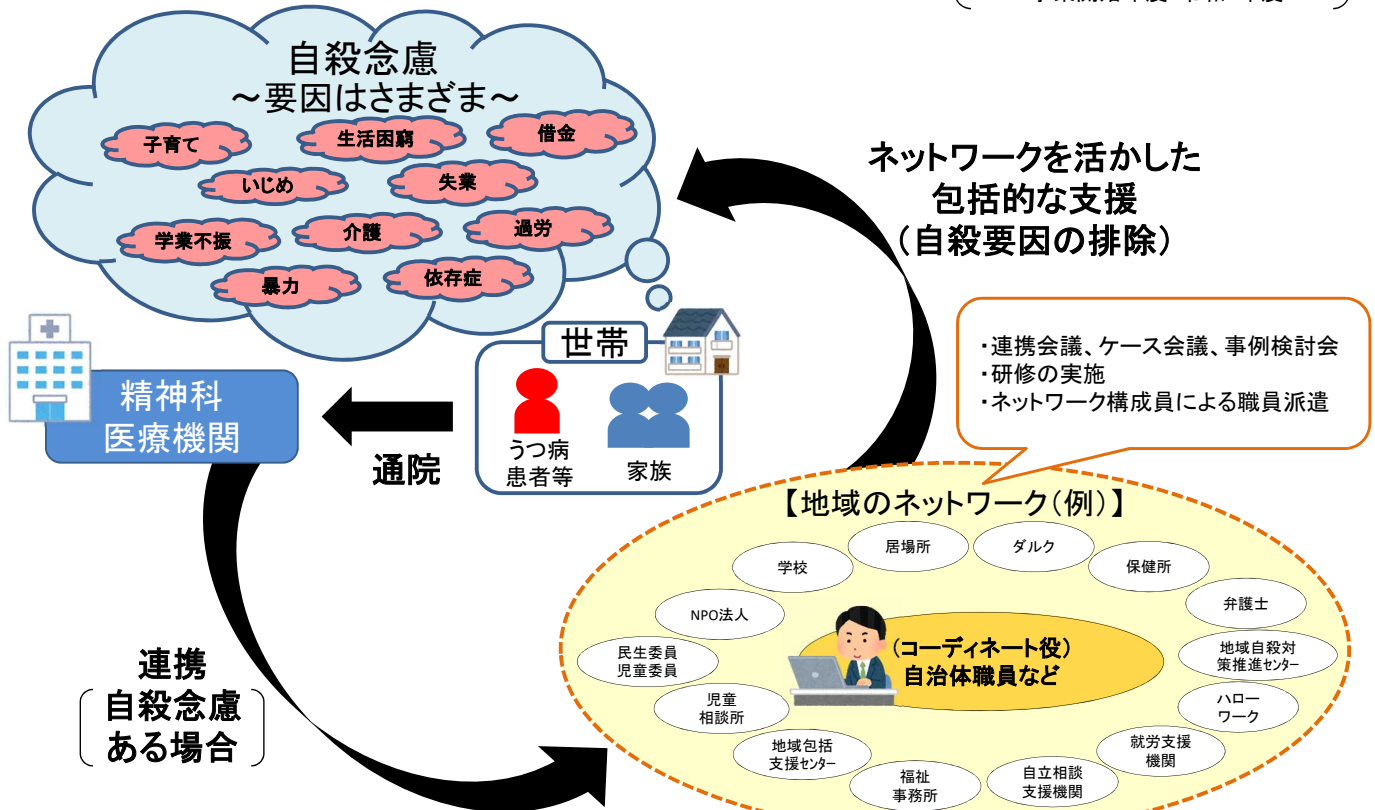 自殺念慮
～要因はさまざま～
子育て
生活困窮
借金
いじめ
失業
学業不振
介護
過労
暴力
依存症
ネットワークを活かした
包括的な支援
（自殺要因の排除）
世帯
うつ病
患者等
家族
精神科
医療機関
通院
・連携会議、ケース会議、事例検討会
・研修の実施
・ネットワーク構成員による職員派遣
【地域のネットワーク（例）】
居場所
ダルク
学校
保健所
NPO法人
弁護士
民生委員
児童委員
（コーディネート役）
自治体職員など
地域自殺対
策推進センター
児童
相談所
ハロー
ワーク
地域包括
支援センター
就労支援
機関
福祉
事務所
自立相談
支援機関
連携
自殺念慮
ある場合